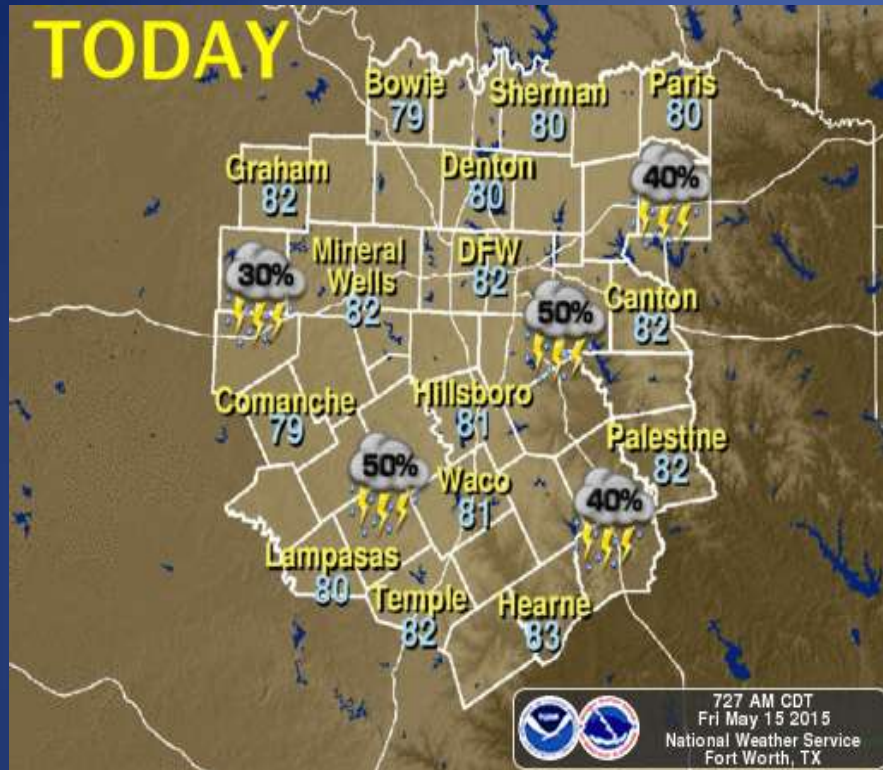 TODAY
Bowie
79
Sherman
80
Paris
80
Graham
82
Denton
80
40%
30%
Mineral
Wells
82
DFW
82
50%
Canton
82
Comanche
79
Hillsboro
81
Palestine
82
50%
Waco
81
40%
Lampasas
80
Temple
82
Hearne
83
727 AM CDT
Fri May 15 2015
National Weather Service
Fort Worth, TX